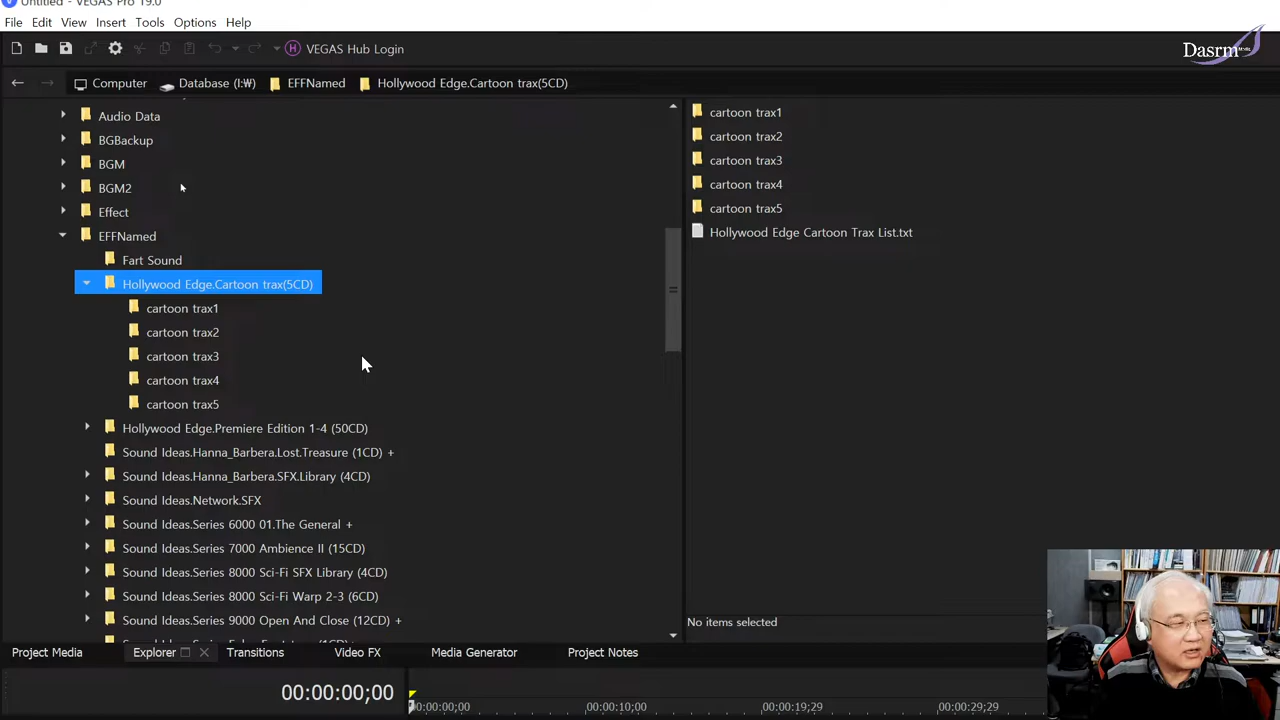 Untitled - VEGAS Pro 19.0
File Edit View Insert Tools Options Help
VEGAS Hub Login
Dasrm Media
Computer Database (I:₩) EFFNamed Hollywood Edge.Cartoon trax(5CD)
Audio Data
BGBackup
BGM
BGM2
Effect
EFFNamed
Fart Sound
Hollywood Edge.Cartoon trax(5CD)
cartoon trax1
cartoon trax2
cartoon trax3
cartoon trax4
cartoon trax5
Hollywood Edge.Premiere Edition 1-4 (50CD)
Sound Ideas.Hanna_Barbera.Lost.Treasure (1CD) +
Sound Ideas.Hanna_Barbera.SFX.Library (4CD)
Sound Ideas.Network.SFX
Sound Ideas.Series 6000 01.The General +
Sound Ideas.Series 7000 Ambience II (15CD)
Sound Ideas.Series 8000 Sci-Fi SFX Library (4CD)
Sound Ideas.Series 8000 Sci-Fi Warp 2-3 (6CD)
Sound Ideas.Series 9000 Open And Close (12CD) +
cartoon trax1
cartoon trax2
cartoon trax3
cartoon trax4
cartoon trax5
Hollywood Edge Cartoon Trax List.txt
No items selected
Project Media Explorer Transitions Video FX Media Generator Project Notes
00:00:00;00
00:00:00;00 00:00:10;00 00:00:19;29 00:00:29;29